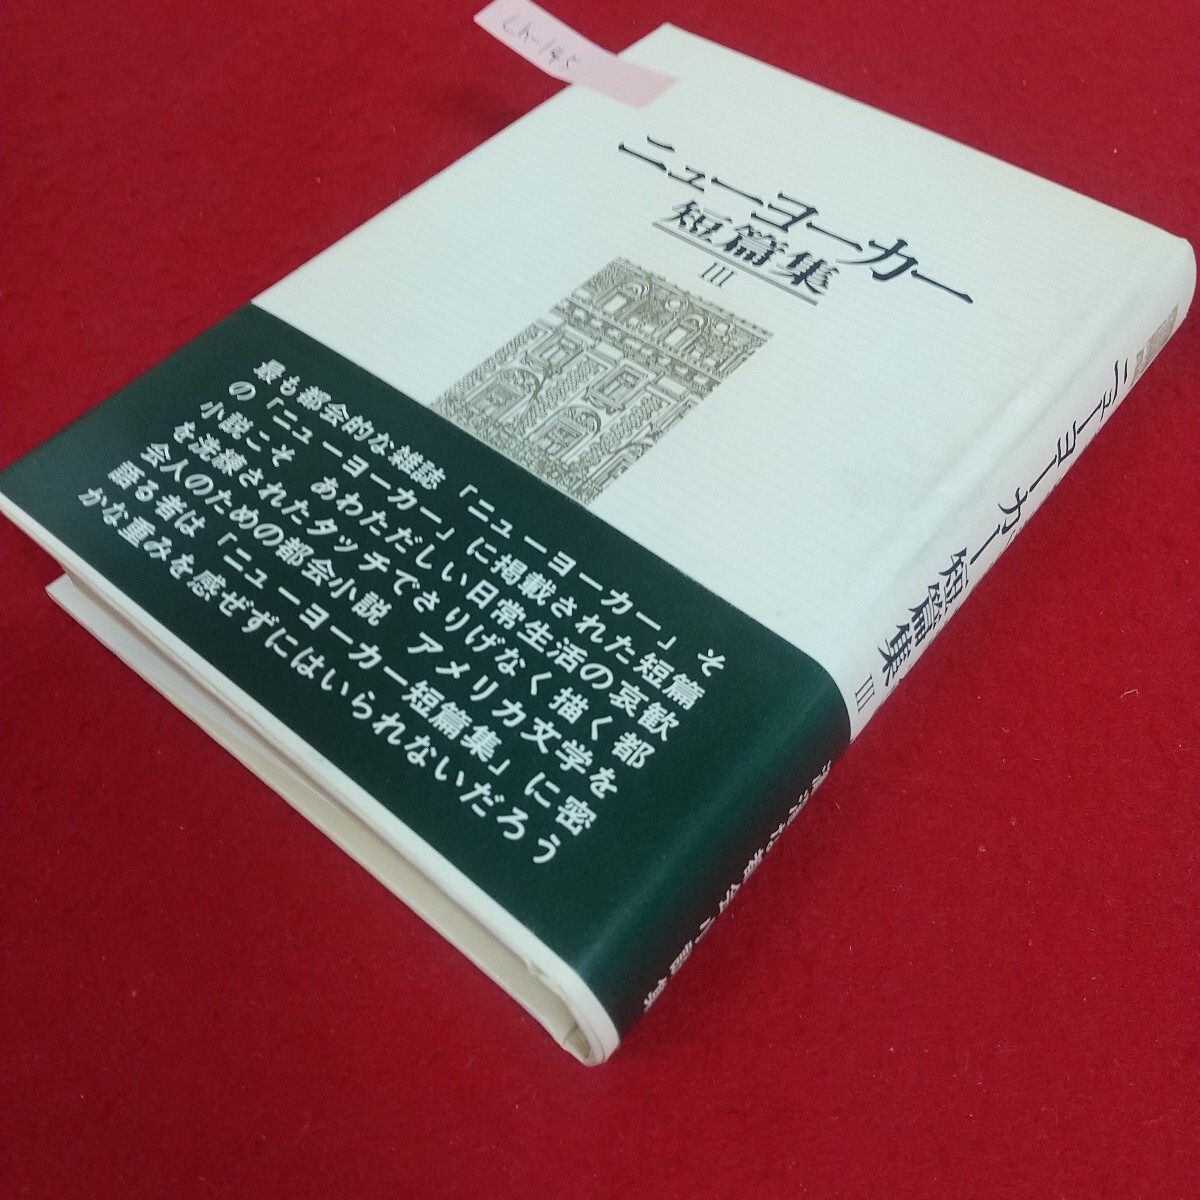 Lh-145
ニューヨーカー
短篇集
III
最も都会的な雑誌「ニューヨーカー」そ
の「ニューヨーカー」に掲載された短篇
小説こそ あわただしい日常生活の哀歓
を洗練されたタッチでさりげなく描く都
会人のための都会小説 アメリカ文学を
語る者は「ニューヨーカー短篇集」に密
かな重みを感ぜずにはいられないだろう
ニューヨーカー短篇集 III